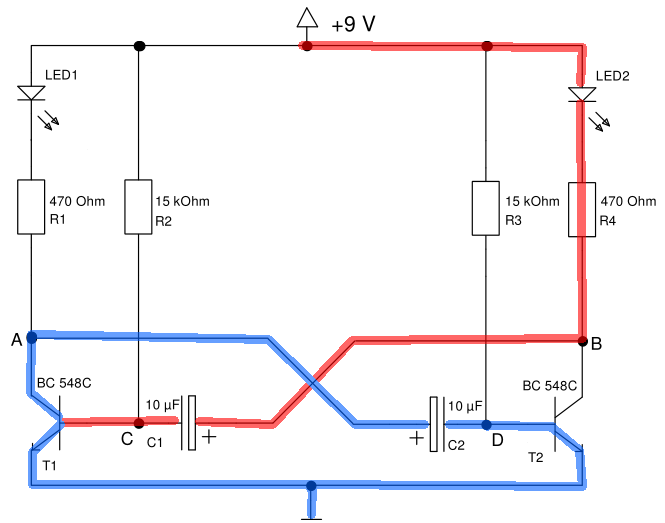 +9 V
LED1
LED2
470 Ohm
R1
15 kOhm
R2
15 kOhm
R3
470 Ohm
R4
A
B
BC 548C
10 µF
10 µF
BC 548C
C
C1
+
+
C2
D
T1
T2